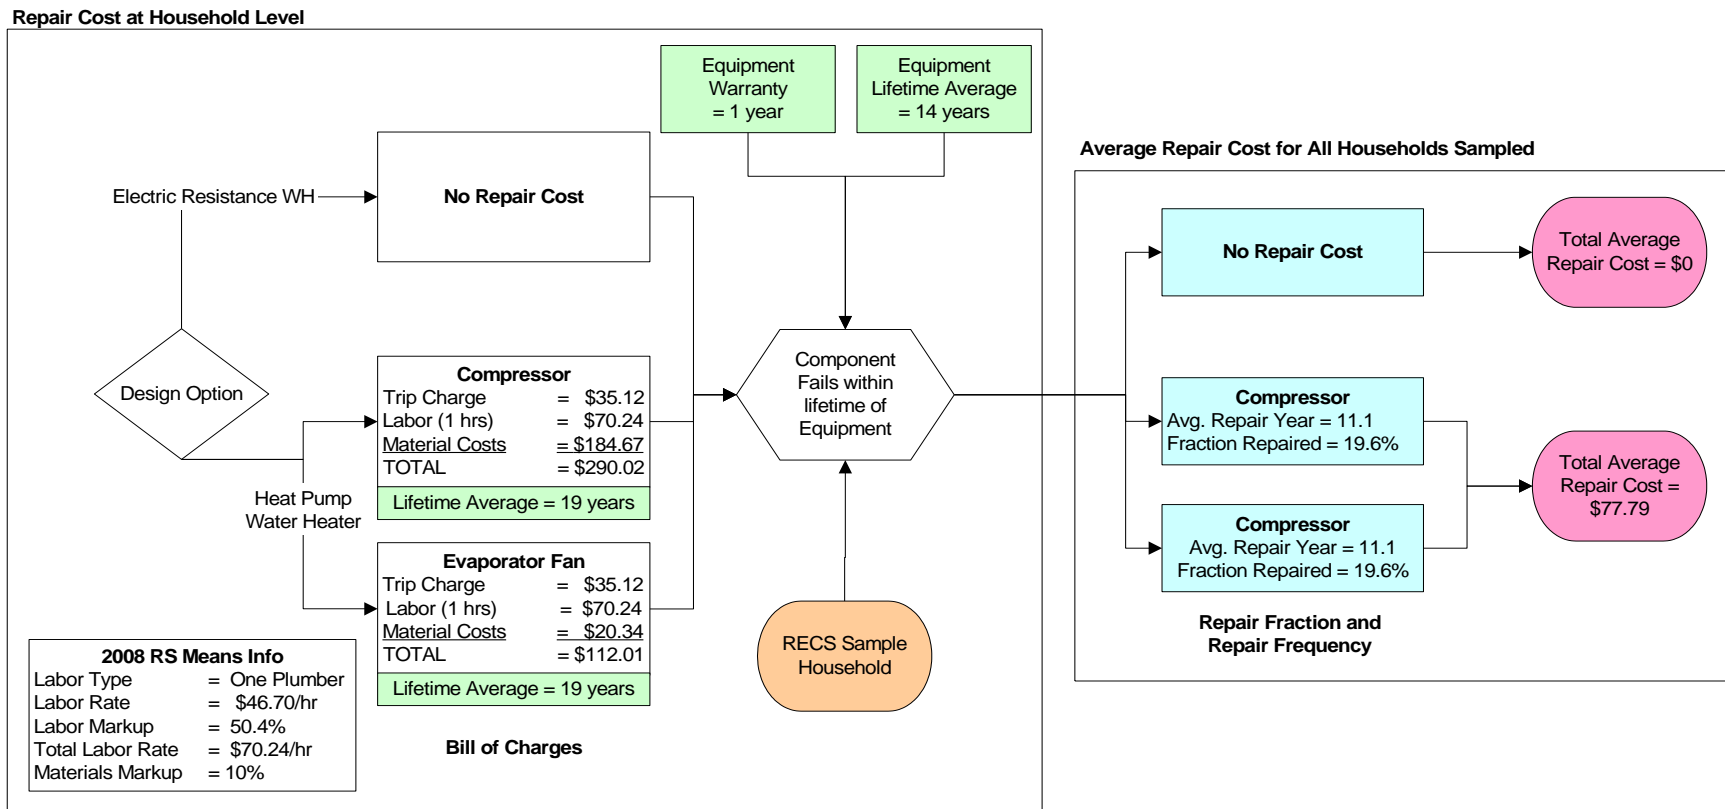 Repair Cost at Household Level
Equipment
Warranty
= 1 year
Equipment
Lifetime Average
= 14 years
Electric Resistance WH
No Repair Cost
Design Option
Compressor
Trip Charge = $35.12
Labor (1 hrs) = $70.24
Material Costs = $184.67
TOTAL = $290.02
Lifetime Average = 19 years
Heat Pump
Water Heater
Evaporator Fan
Trip Charge = $35.12
Labor (1 hrs) = $70.24
Material Costs = $20.34
TOTAL = $112.01
Lifetime Average = 19 years
Bill of Charges
2008 RS Means Info
Labor Type = One Plumber
Labor Rate = $46.70/hr
Labor Markup = 50.4%
Total Labor Rate = $70.24/hr
Materials Markup = 10%
Component
Fails within
lifetime of
Equipment
RECS Sample
Household
Average Repair Cost for All Households Sampled
No Repair Cost
Total Average
Repair Cost = $0
Compressor
Avg. Repair Year = 11.1
Fraction Repaired = 19.6%
Compressor
Avg. Repair Year = 11.1
Fraction Repaired = 19.6%
Total Average
Repair Cost =
$77.79
Repair Fraction and
Repair Frequency